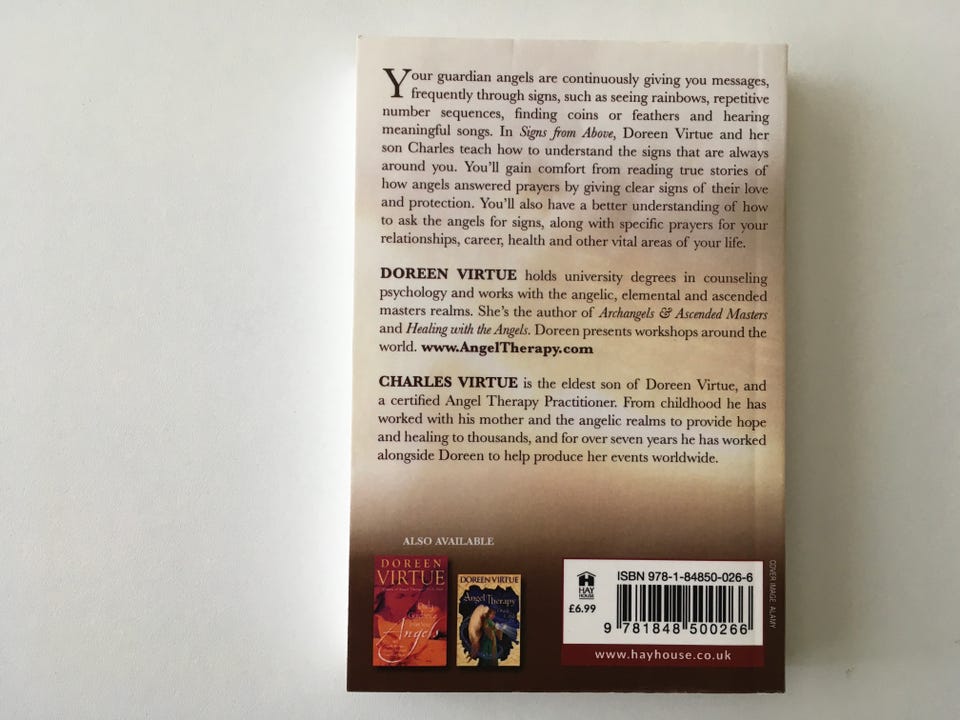 Your guardian angels are continuously giving you messages,
frequently through signs, such as seeing rainbows, repetitive
number sequences, finding coins or feathers and hearing
meaningful songs. In Signs from Above, Doreen Virtue and her
son Charles teach how to understand the signs that are always
around you. You'll gain comfort from reading true stories of
how angels answered prayers by giving clear signs of their love
and protection. You'll also have a better understanding of how
to ask the angels for signs, along with specific prayers for your
relationships, career, health and other vital areas of your life.
DOREEN VIRTUE holds university degrees in counseling
psychology and works with the angelic, elemental and ascended
masters realms. She's the author of Archangels & Ascended Masters
and Healing with the Angels. Doreen presents workshops around the
world. www.AngelTherapy.com
CHARLES VIRTUE is the eldest son of Doreen Virtue, and
a certified Angel Therapy Practitioner. From childhood he has
worked with his mother and the angelic realms to provide hope
and healing to thousands, and for over seven years he has worked
alongside Doreen to help produce her events worldwide.
ALSO AVAILABLE
DOREEN
VIRTUE
Angels
DOREEN VIRTUE
Angel Therapy
HAY
HOUSE
£6.99
ISBN 978-1-84850-026-6
9 781848 500266
www.hayhouse.co.uk
COVER IMAGE: ALAMY